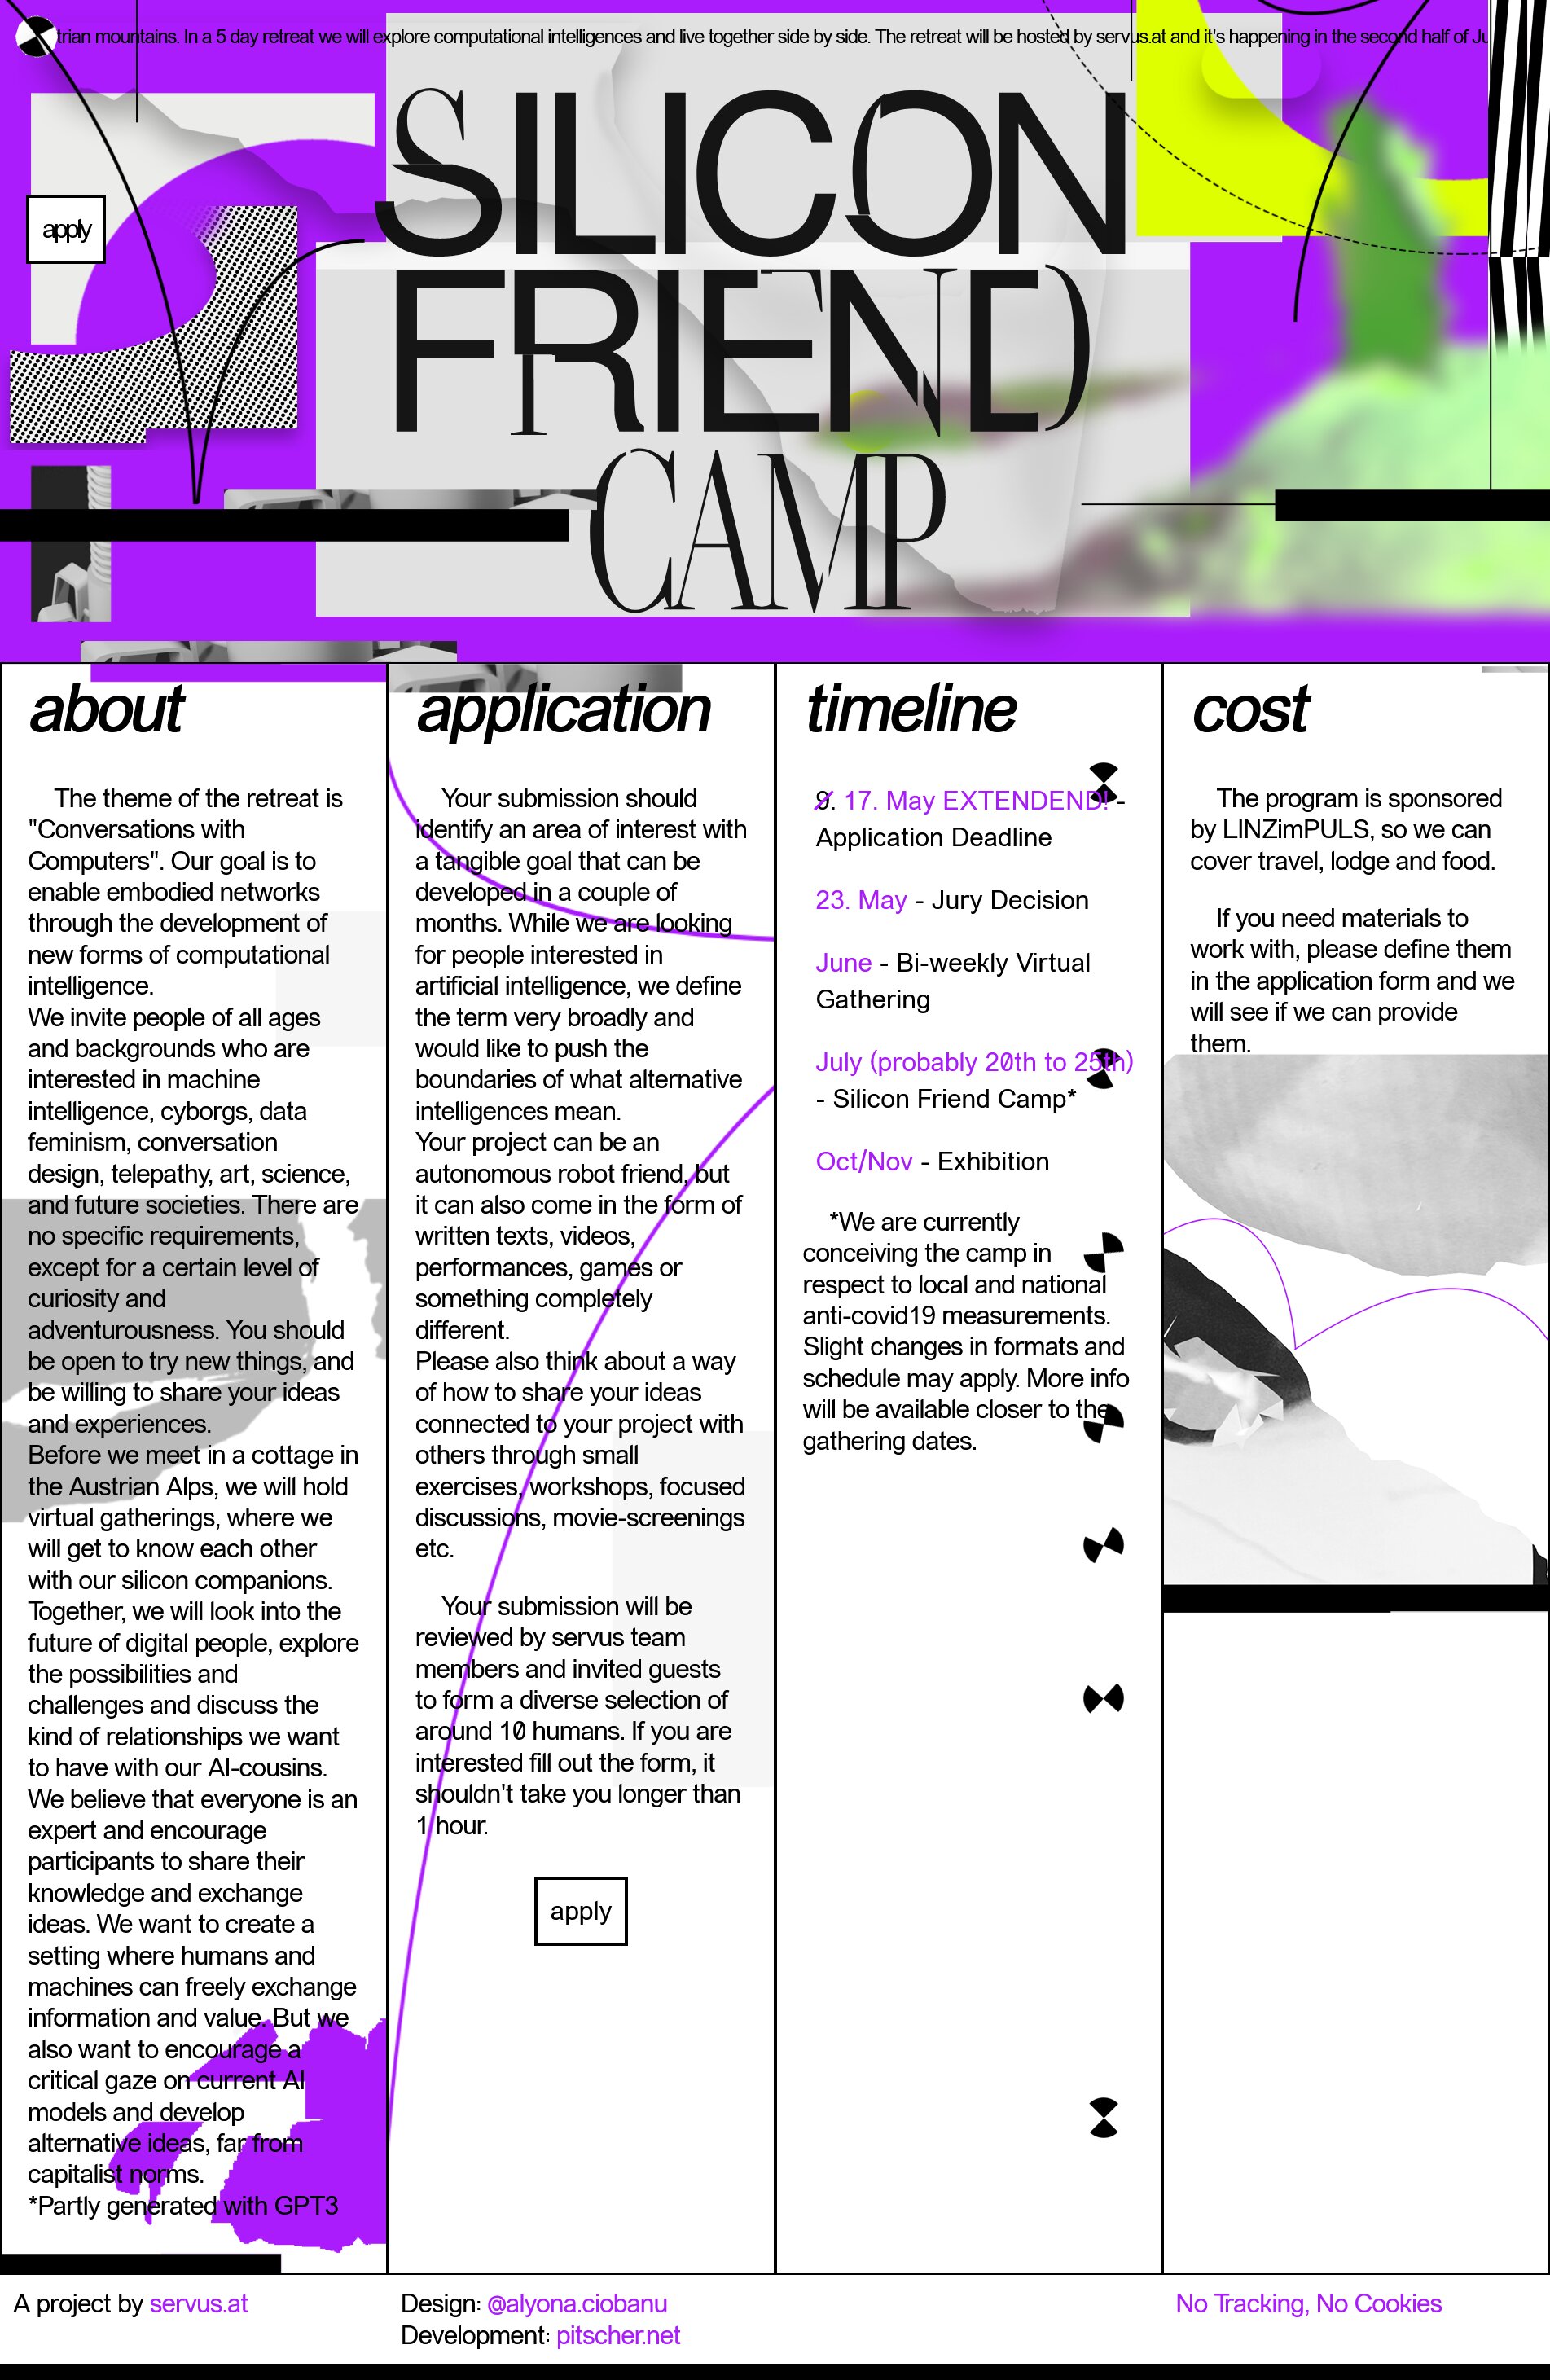 trian mountains. In a 5 day retreat we will explore computational intelligences and live together side by side. The retreat will be hosted by servus.at and it's happening in the second half of Ju
apply
SILICON
FRIEND
CAMP
about
The theme of the retreat is
"Conversations with
Computers". Our goal is to
enable embodied networks
through the development of
new forms of computational
intelligence.
We invite people of all ages
and backgrounds who are
interested in machine
intelligence, cyborgs, data
feminism, conversation
design, telepathy, art, science,
and future societies. There are
no specific requirements,
except for a certain level of
curiosity and
adventurousness. You should
be open to try new things, and
be willing to share your ideas
and experiences.
Before we meet in a cottage in
the Austrian Alps, we will hold
virtual gatherings, where we
will get to know each other
with our silicon companions.
Together, we will look into the
future of digital people, explore
the possibilities and
challenges and discuss the
kind of relationships we want
to have with our AI-cousins.
We believe that everyone is an
expert and encourage
participants to share their
knowledge and exchange
ideas. We want to create a
setting where humans and
machines can freely exchange
information and value. But we
also want to encourage a
critical gaze on current AI
models and develop
alternative ideas, far from
capitalist norms.
*Partly generated with GPT3
application
Your submission should
identify an area of interest with
a tangible goal that can be
developed in a couple of
months. While we are looking
for people interested in
artificial intelligence, we define
the term very broadly and
would like to push the
boundaries of what alternative
intelligences mean.
Your project can be an
autonomous robot friend, but
it can also come in the form of
written texts, videos,
performances, games or
something completely
different.
Please also think about a way
of how to share your ideas
connected to your project with
others through small
exercises, workshops, focused
discussions, movie-screenings
etc.
Your submission will be
reviewed by servus team
members and invited guests
to form a diverse selection of
around 10 humans. If you are
interested fill out the form, it
shouldn't take you longer than
1 hour.
apply
timeline
9. 17. May EXTENDEND! -
Application Deadline
23. May - Jury Decision
June - Bi-weekly Virtual
Gathering
July (probably 20th to 25th)
- Silicon Friend Camp*
Oct/Nov - Exhibition
*We are currently
conceiving the camp in
respect to local and national
anti-covid19 measurements.
Slight changes in formats and
schedule may apply. More info
will be available closer to the
gathering dates.
cost
The program is sponsored
by LINZimPULS, so we can
cover travel, lodge and food.
If you need materials to
work with, please define them
in the application form and we
will see if we can provide
them.
A project by servus.at
Design: @alyona.ciobanu
Development: pitscher.net
No Tracking, No Cookies